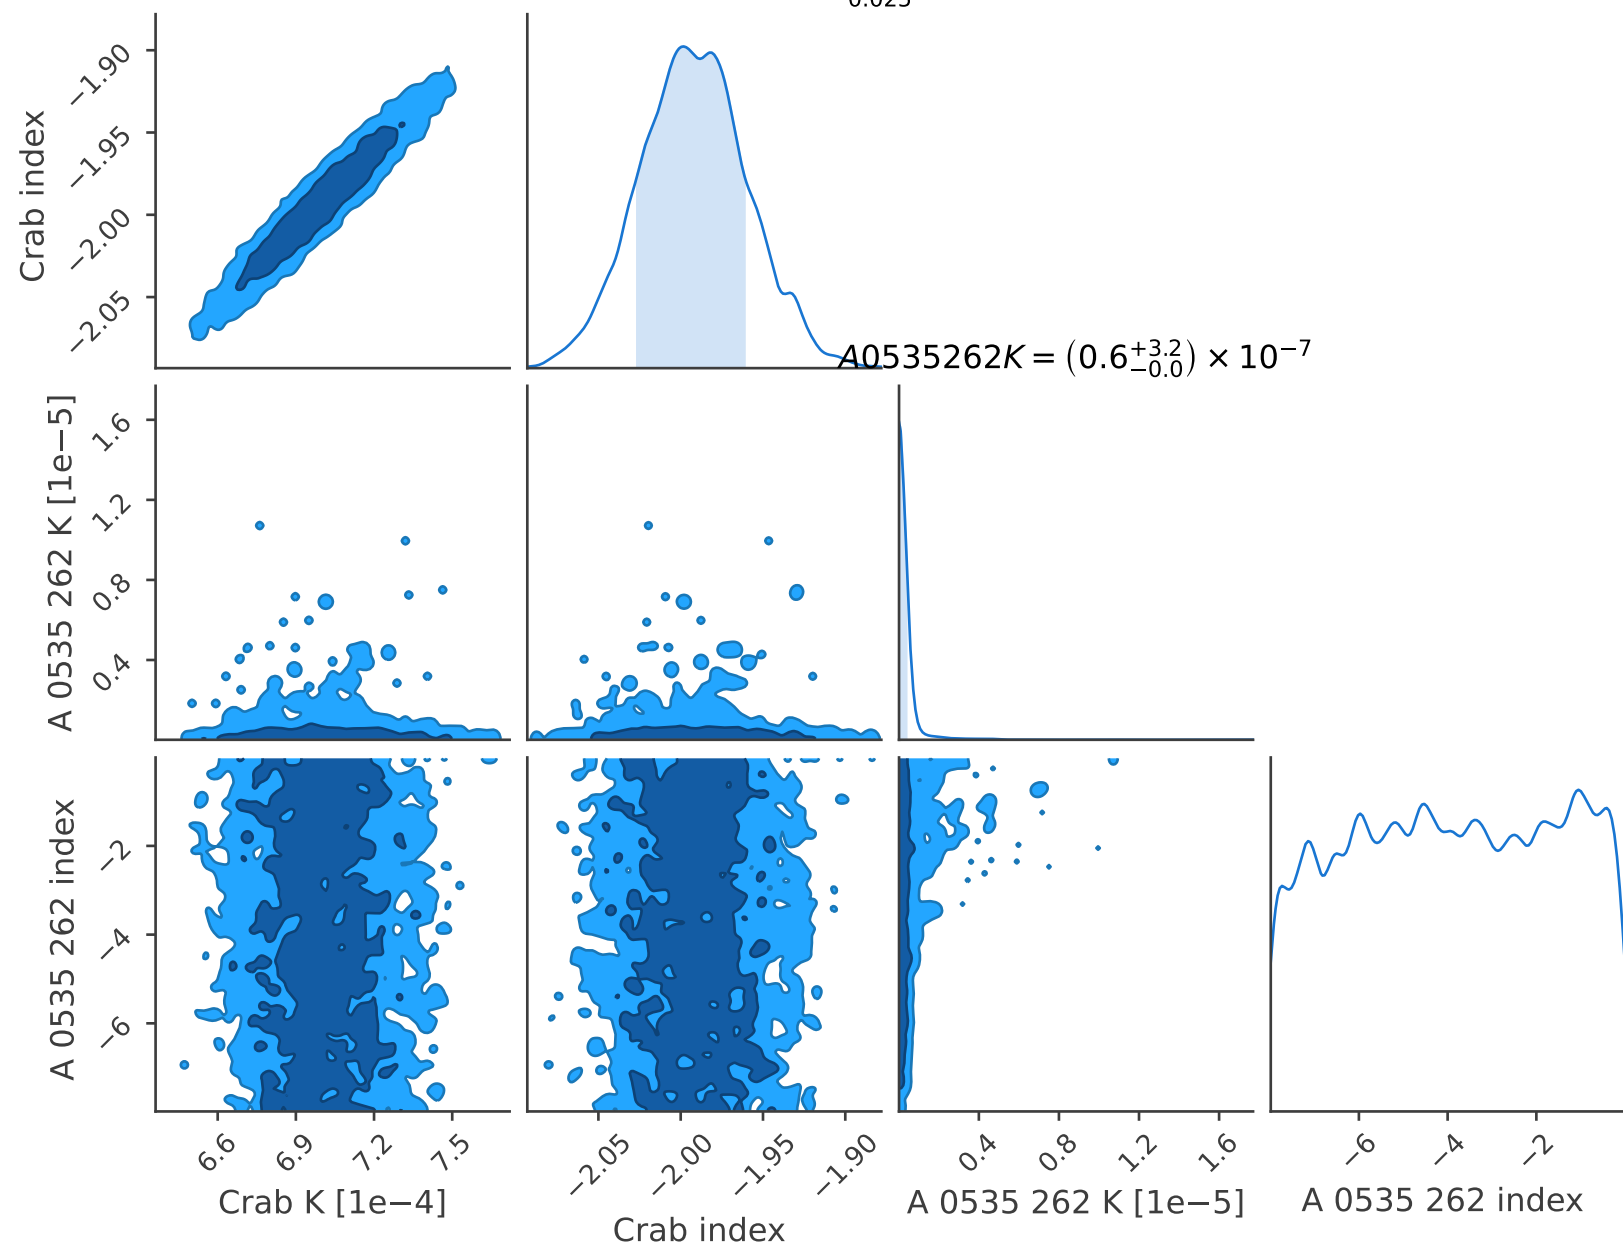 0.025
Crab index
−1.90
−1.95
−2.00
−2.05
A0535262K = (0.6 +3.2 −0.0) × 10−7
A 0535 262 K [1e−5]
1.6
1.2
0.8
0.4
A 0535 262 index
−2
−4
−6
6.6 6.9 7.2 7.5
−2.05 −2.00 −1.95 −1.90
0.4 0.8 1.2 1.6
−6 −4 −2
Crab K [1e−4]
Crab index
A 0535 262 K [1e−5]
A 0535 262 index